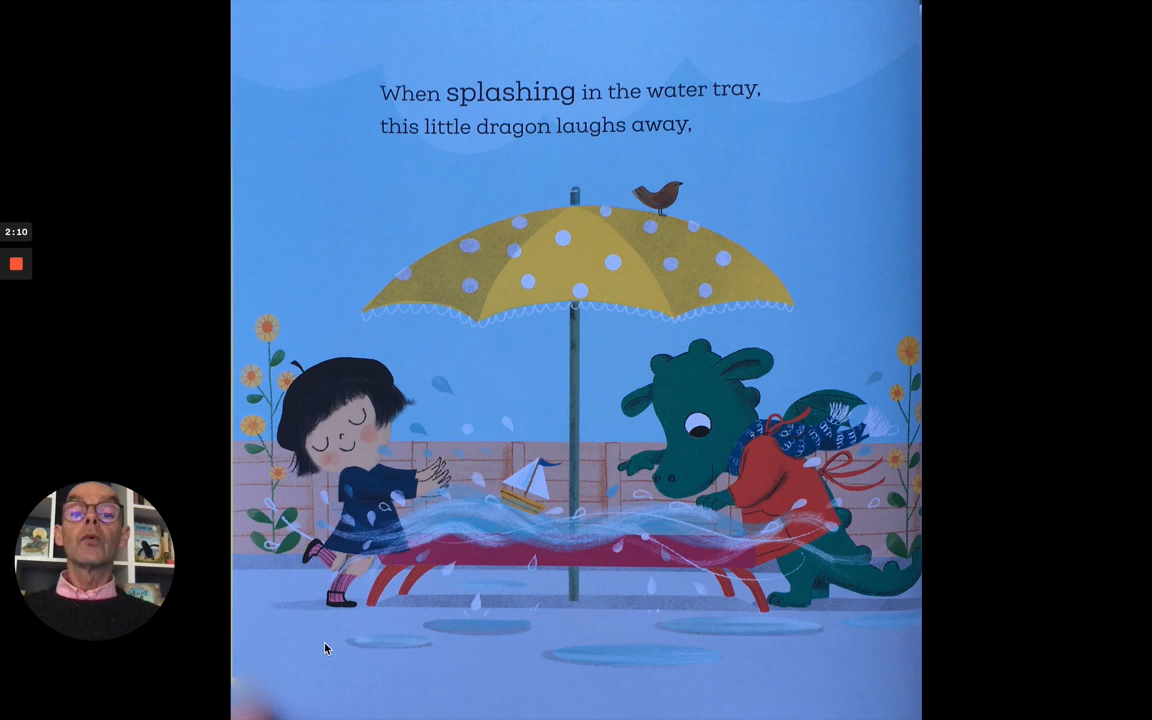 When splashing in the water tray,
this little dragon laughs away,
2:10